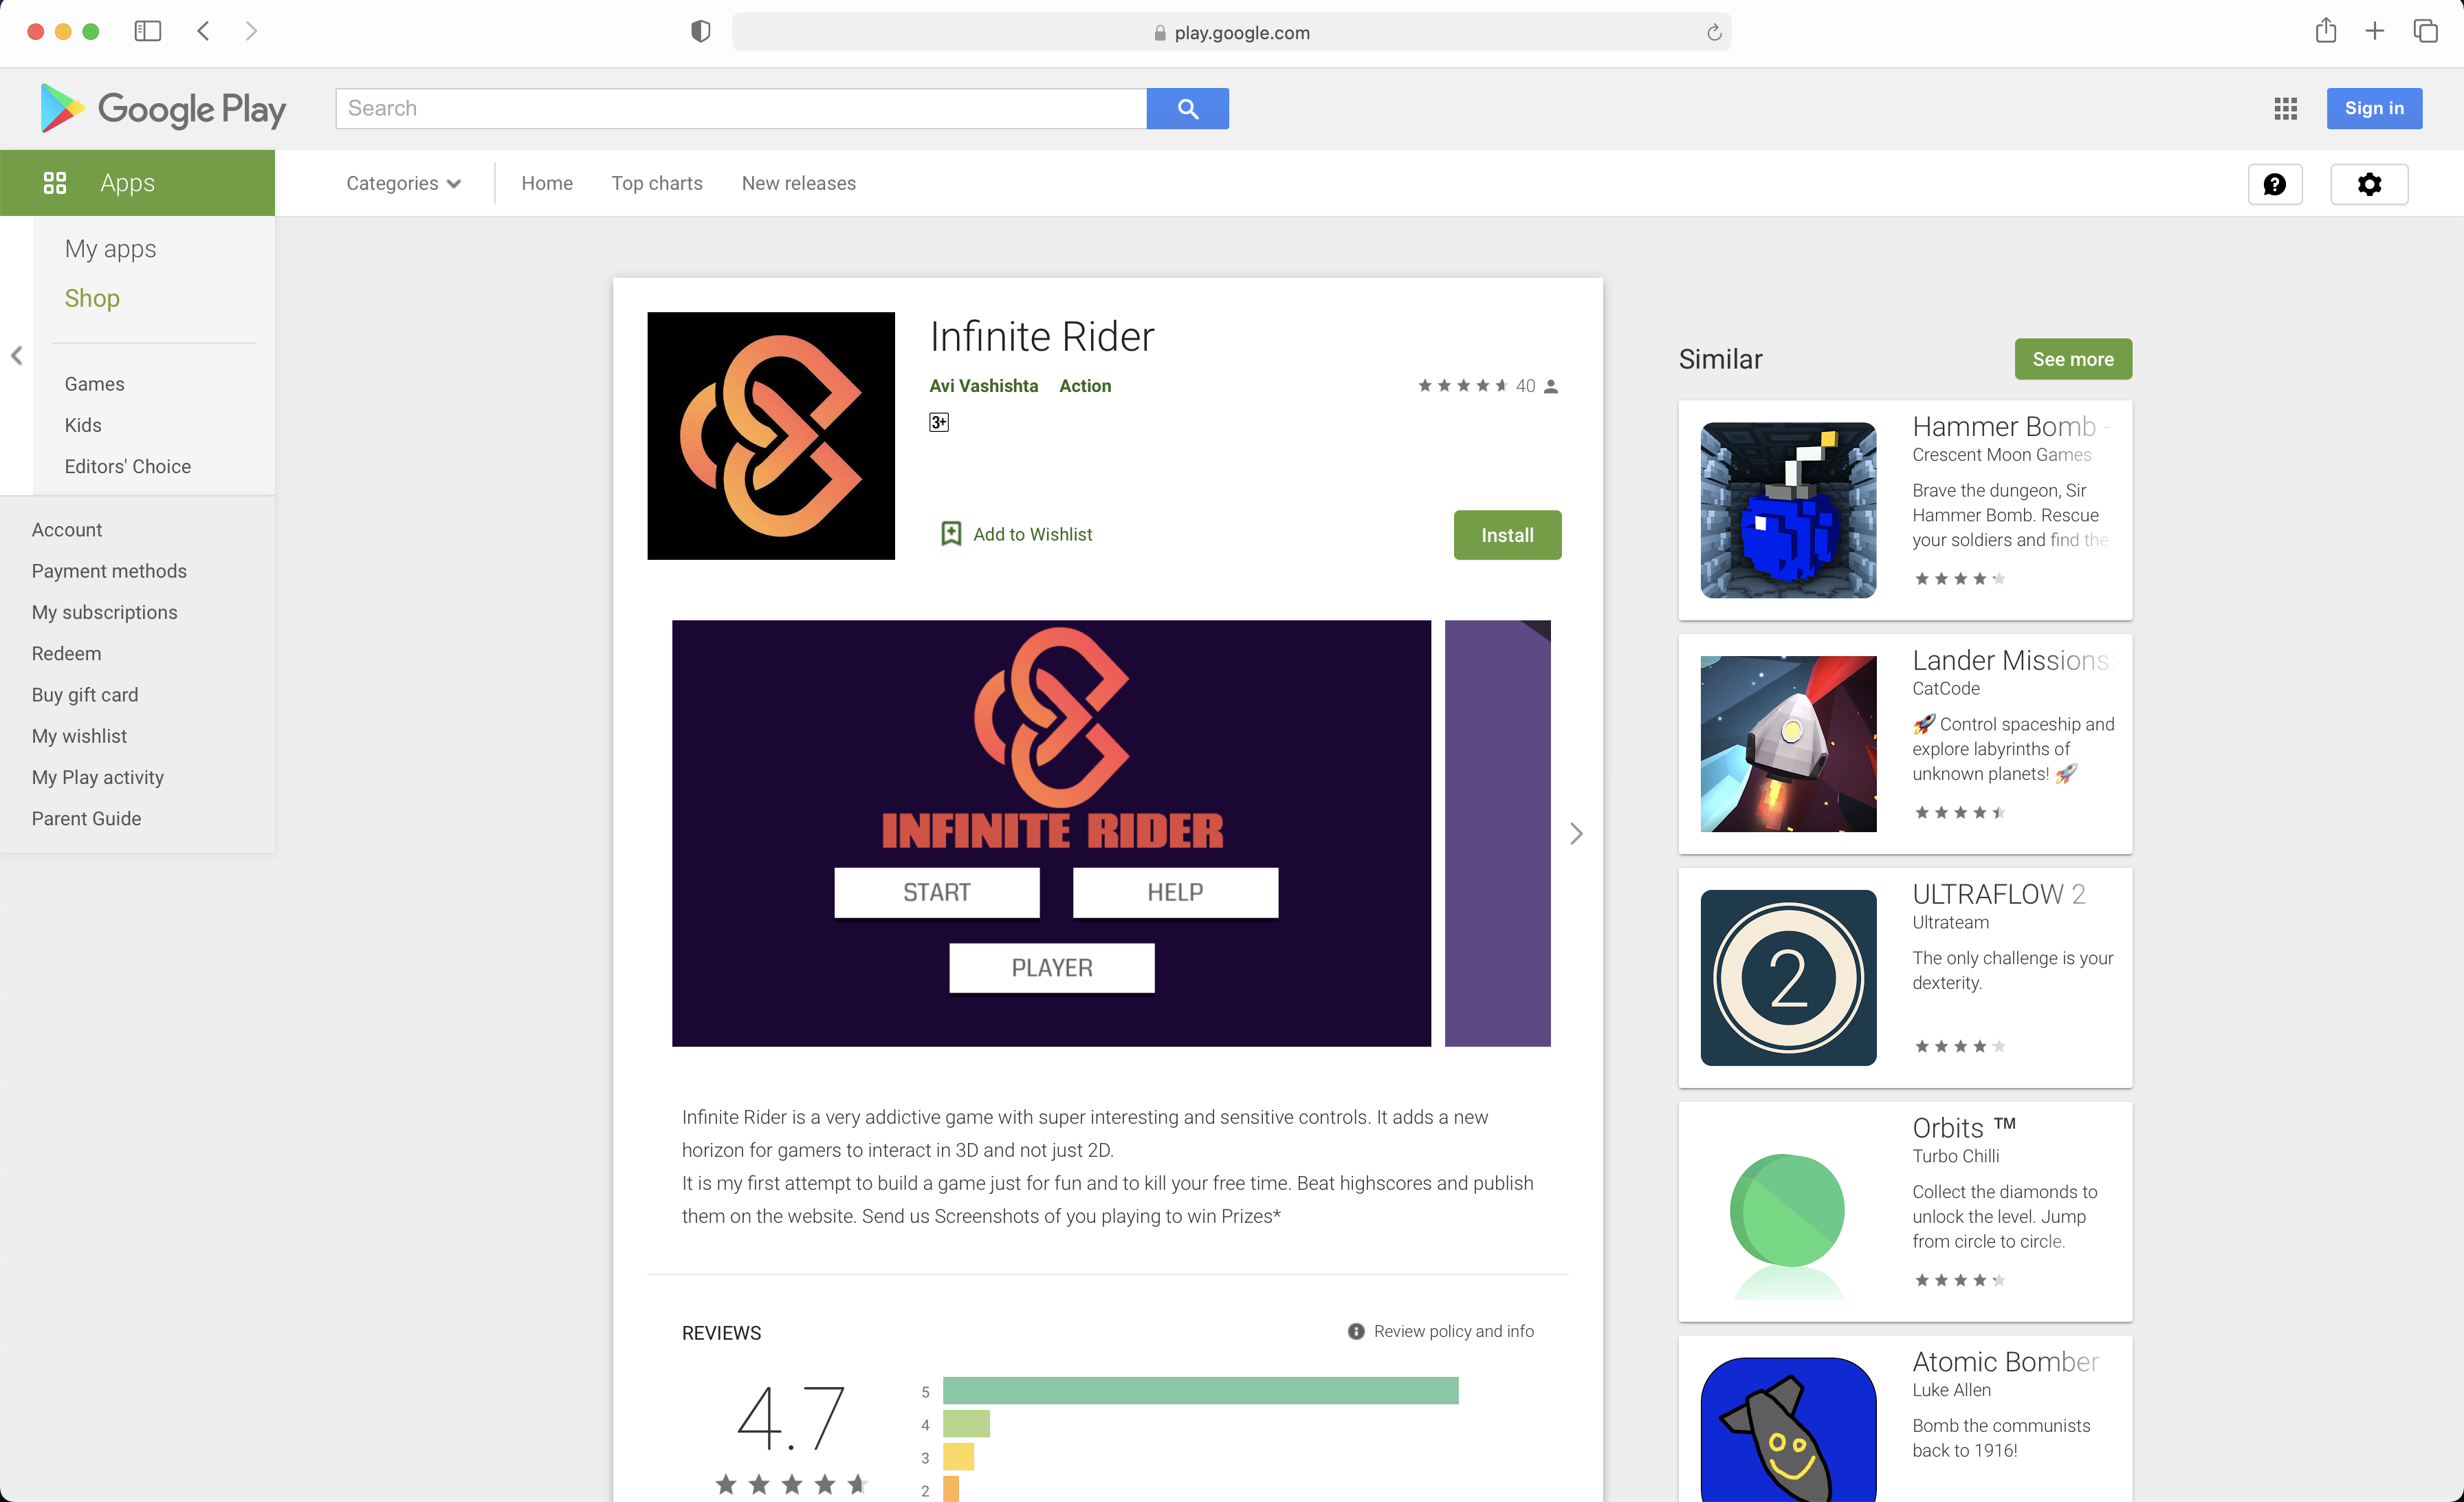 play.google.com
Google Play
Search
Sign in
Apps
Categories
Home
Top charts
New releases
My apps
Shop
Games
Kids
Editors' Choice
Account
Payment methods
My subscriptions
Redeem
Buy gift card
My wishlist
My Play activity
Parent Guide
Infinite Rider
Avi Vashishta Action
40
3+
Add to Wishlist
Install
INFINITE RIDER
START
HELP
PLAYER
Infinite Rider is a very addictive game with super interesting and sensitive controls. It adds a new
horizon for gamers to interact in 3D and not just 2D.
It is my first attempt to build a game just for fun and to kill your free time. Beat highscores and publish
them on the website. Send us Screenshots of you playing to win Prizes*
REVIEWS
Review policy and info
4.7
5
4
3
2
Similar
See more
Hammer Bomb -
Crescent Moon Games
Brave the dungeon, Sir
Hammer Bomb. Rescue
your soldiers and find the
Lander Missions:
CatCode
🚀 Control spaceship and
explore labyrinths of
unknown planets! 🚀
ULTRAFLOW 2
Ultrateam
2
The only challenge is your
dexterity.
Orbits ™
Turbo Chilli
Collect the diamonds to
unlock the level. Jump
from circle to circle.
Atomic Bomber
Luke Allen
Bomb the communists
back to 1916!